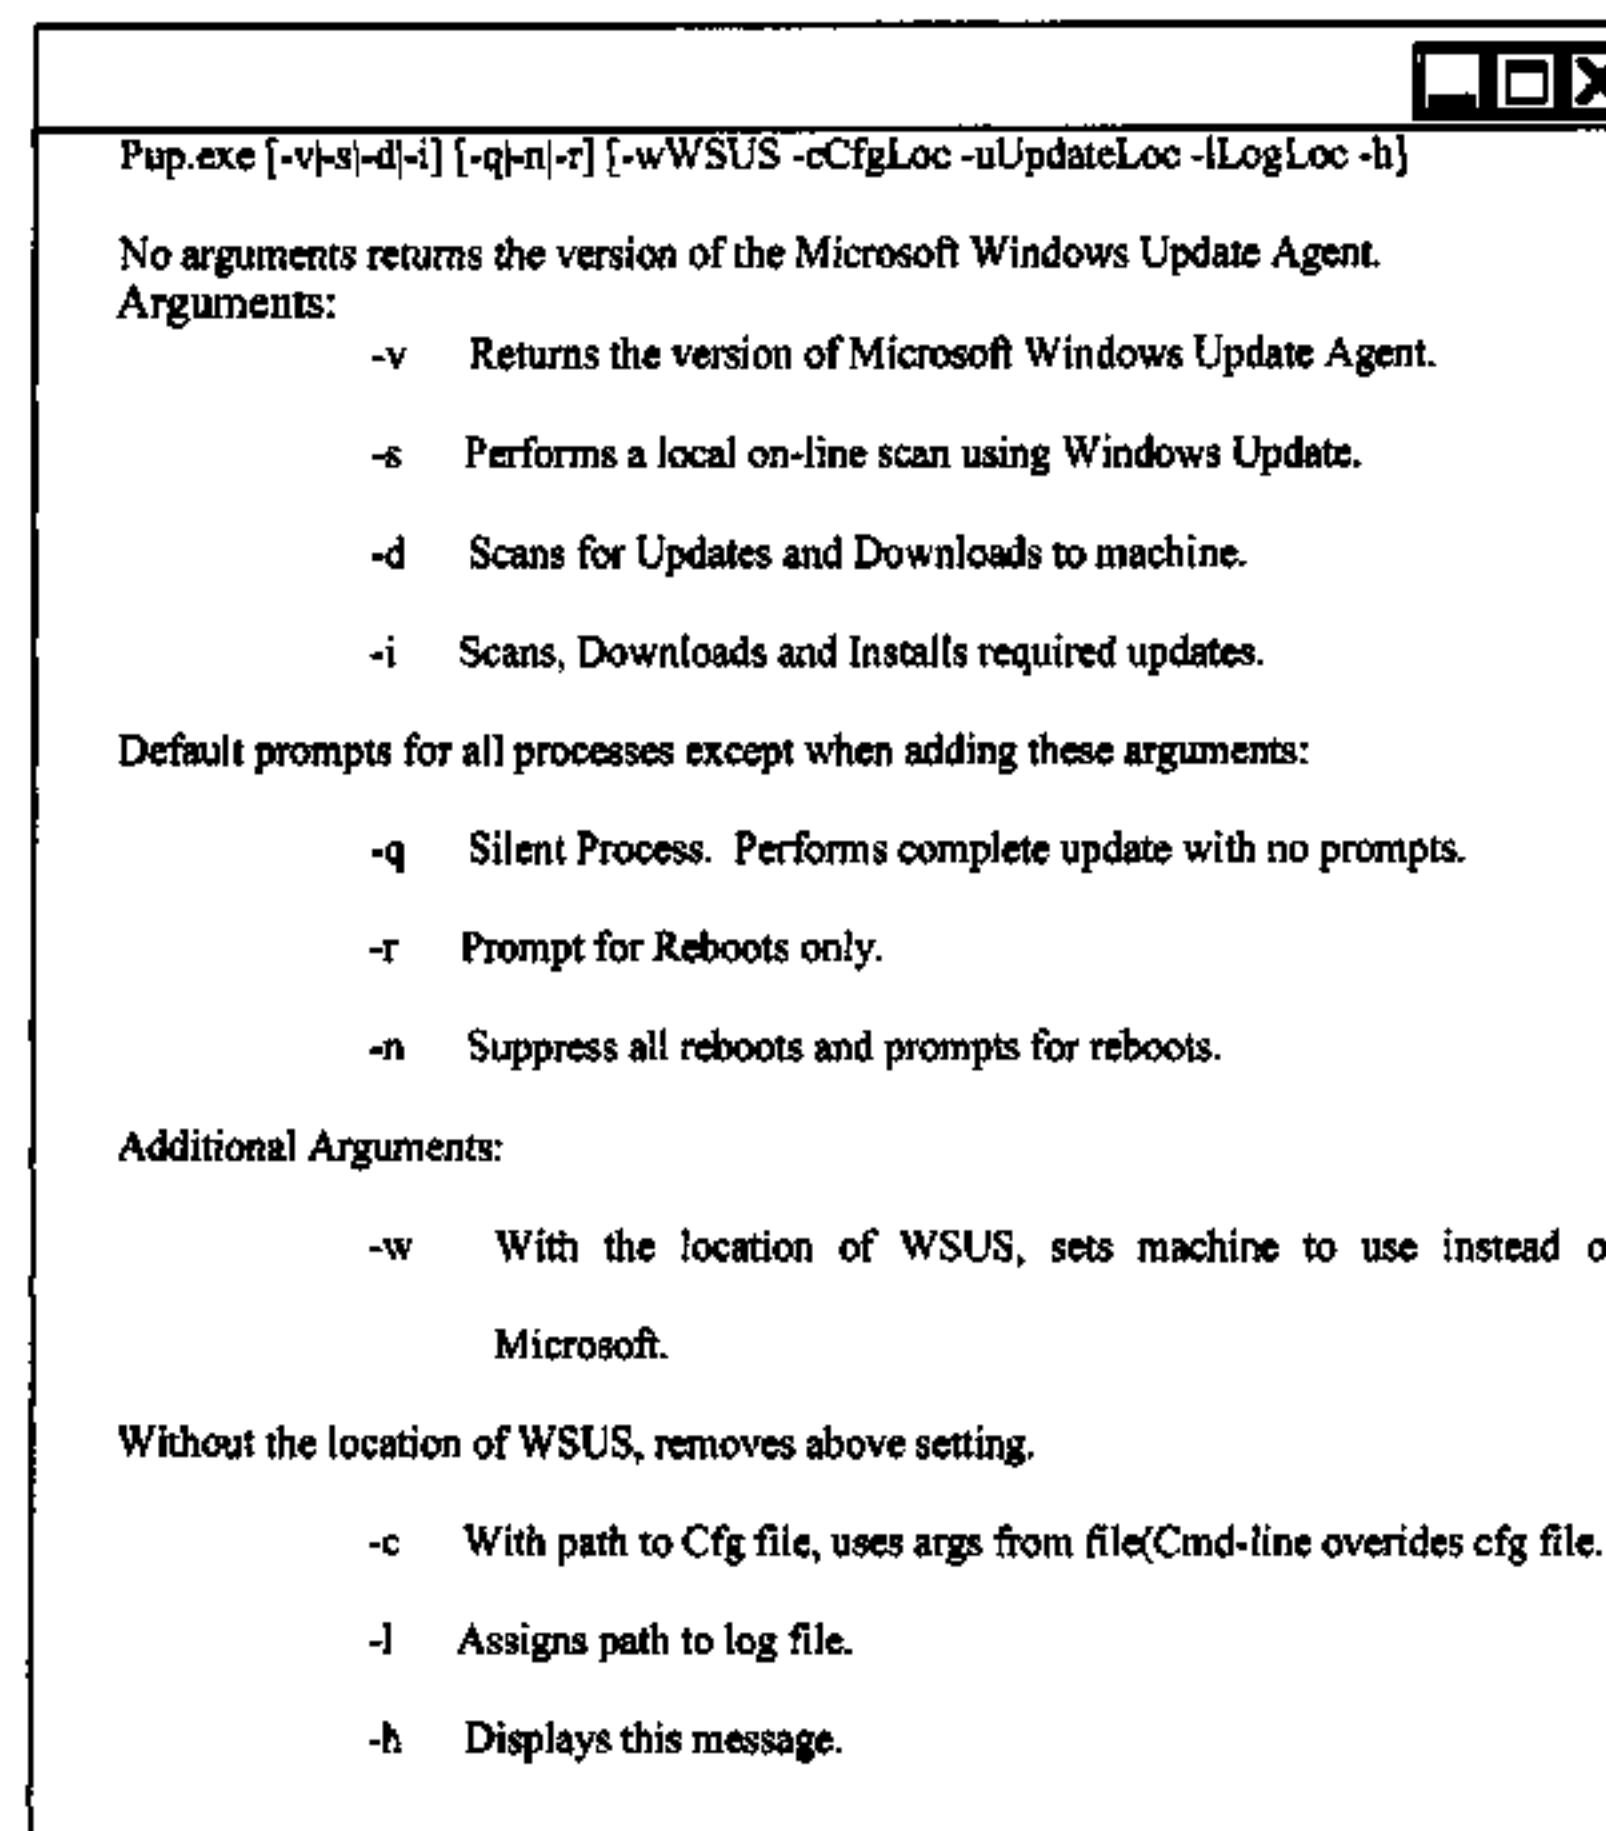 Pup.exe [-v|-s|-d|-i] [-q|-n|-r] [-wWSUS -cCfgLoc -uUpdateLoc -lLogLoc -h]
No arguments returns the version of the Microsoft Windows Update Agent.
Arguments:
-v Returns the version of Microsoft Windows Update Agent.
-s Performs a local on-line scan using Windows Update.
-d Scans for Updates and Downloads to machine.
-i Scans, Downloads and Installs required updates.
Default prompts for all processes except when adding these arguments:
-q Silent Process. Performs complete update with no prompts.
-r Prompt for Reboots only.
-n Suppress all reboots and prompts for reboots.
Additional Arguments:
-w With the location of WSUS, sets machine to use instead
Microsoft.
Without the location of WSUS, removes above setting.
-c With path to Cfg file, uses args from file(Cmd-line overides cfg file.
-l Assigns path to log file.
-h Displays this message.